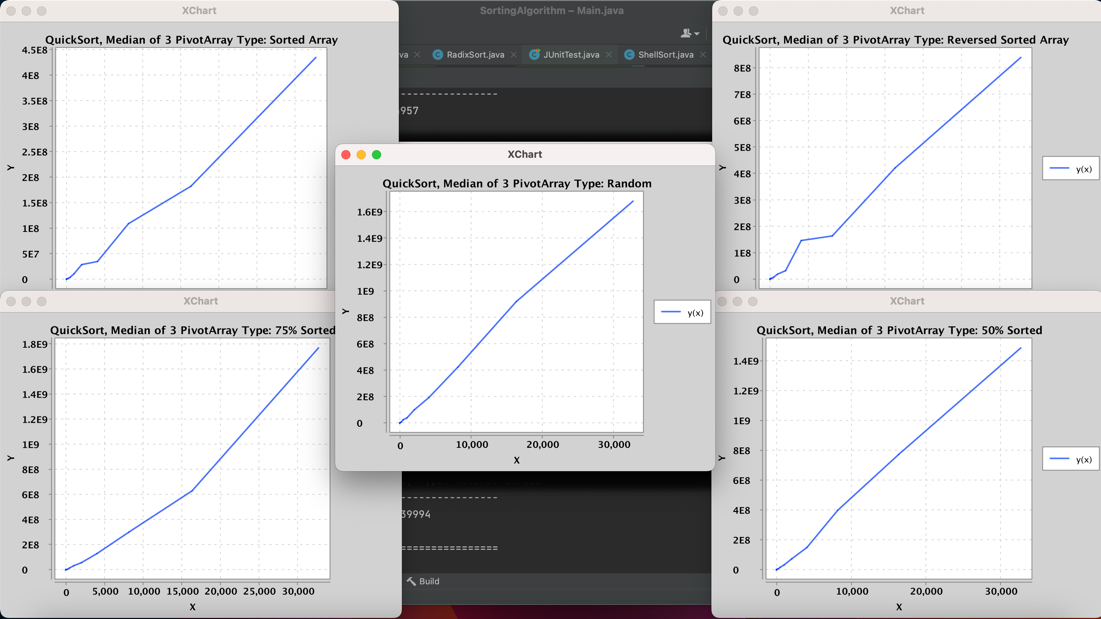 XChart
QuickSort, Median of 3 PivotArray Type: Sorted Array
4.5E8
4E8
3.5E8
3E8
2.5E8
2E8
1.5E8
1E8
5E7
0
Y
SortingAlgorithm – Main.java
va
RadixSort.java
JUnitTest.java
ShellSort.java
-----------------
957
XChart
QuickSort, Median of 3 PivotArray Type: Reversed Sorted Array
8E8
7E8
6E8
5E8
4E8
3E8
2E8
1E8
0
Y
y(x)
XChart
QuickSort, Median of 3 PivotArray Type: Random
1.6E9
1.4E9
1.2E9
1E9
8E8
6E8
4E8
2E8
0
Y
0
10,000
20,000
30,000
X
y(x)
XChart
QuickSort, Median of 3 PivotArray Type: 75% Sorted
1.8E9
1.6E9
1.4E9
1.2E9
1E9
8E8
6E8
4E8
2E8
0
Y
0
5,000
10,000
15,000
20,000
25,000
30,000
X
-----------------
39994
================
Build
XChart
QuickSort, Median of 3 PivotArray Type: 50% Sorted
1.4E9
1.2E9
1E9
8E8
6E8
4E8
2E8
0
Y
0
10,000
20,000
30,000
X
y(x)